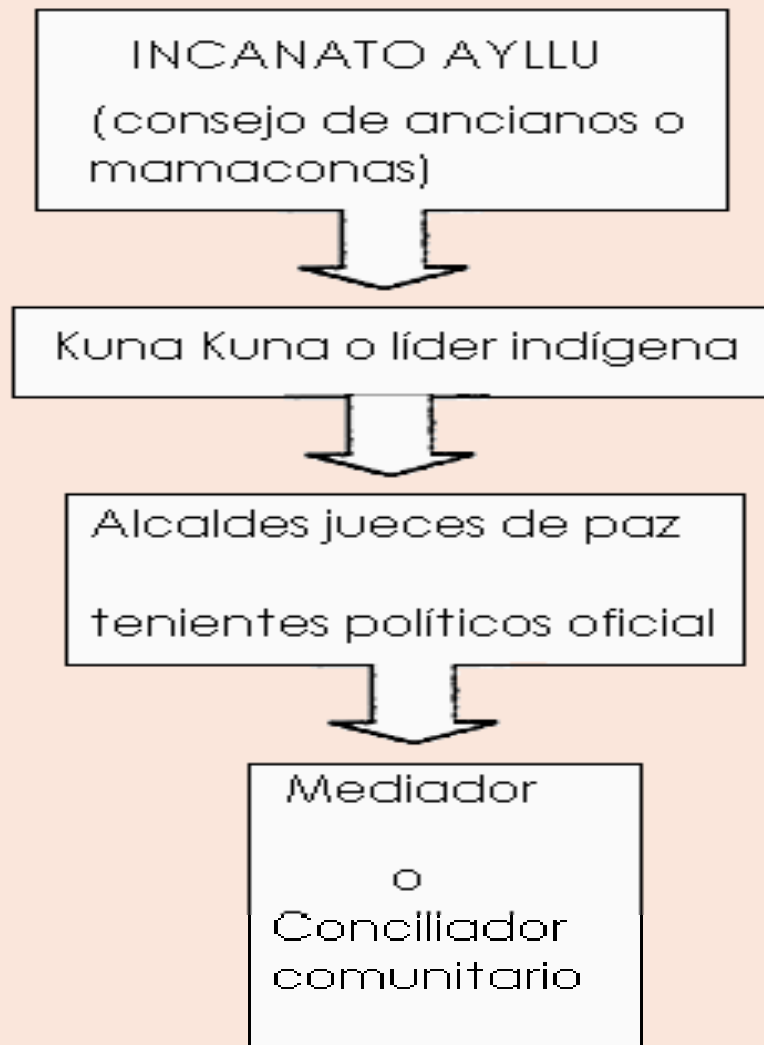 INCANATO AYLLU
(consejo de ancianos o
mamaconas)
Kuna Kuna o líder indígena
Alcaldes jueces de paz
tenientes políticos oficial
Mediador
o
Conciliador
comunitario